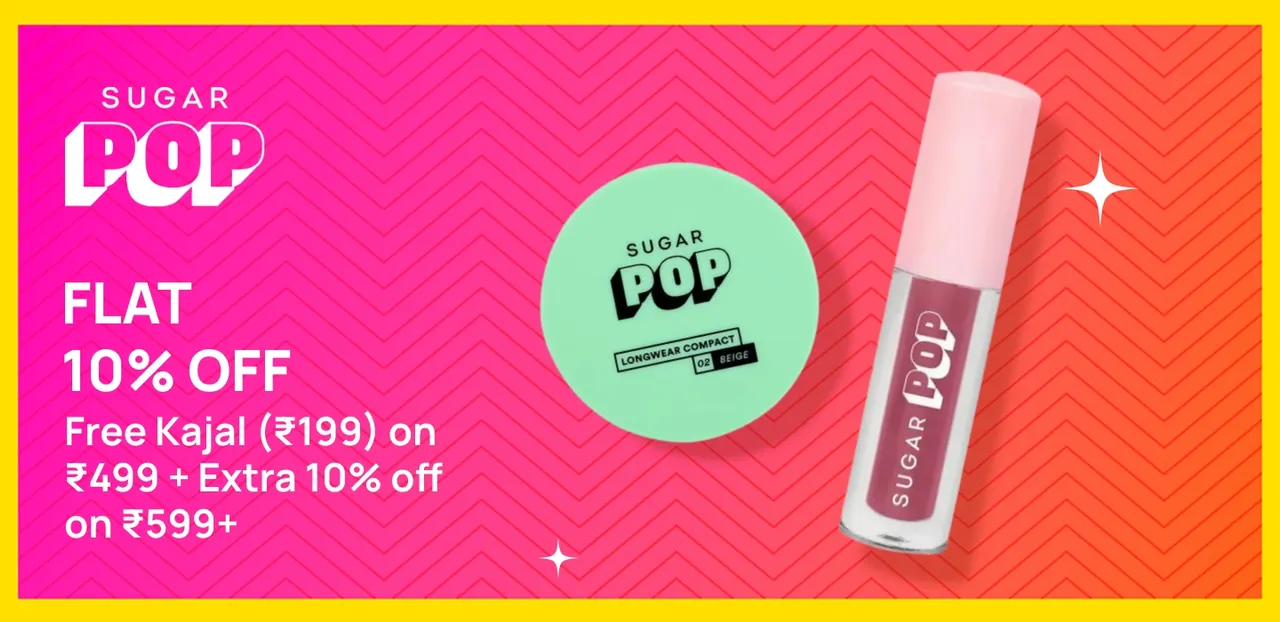 SUGAR
POP
FLAT
10% OFF
Free Kajal (₹199) on
₹499 + Extra 10% off
on ₹599+
SUGAR
POP
LONGWEAR COMPACT
02 BEIGE
SUGAR POP